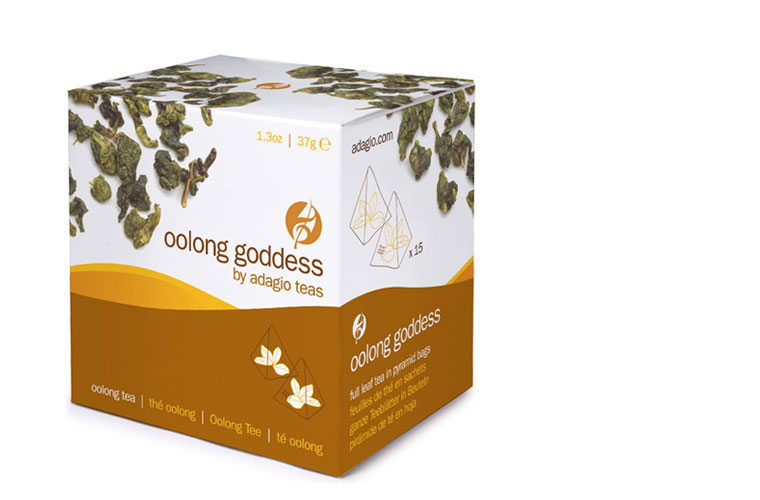 1.3oz | 37g ℮
oolong goddess
by adagio teas
oolong tea | thé oolong | Oolong Tee | té oolong
adagio.com
x 15
oolong goddess
full leaf tea in pyramid bags
feuilles de thé en sachets
ganze Teeblätter in Beuteln
pirámide de té en hoja